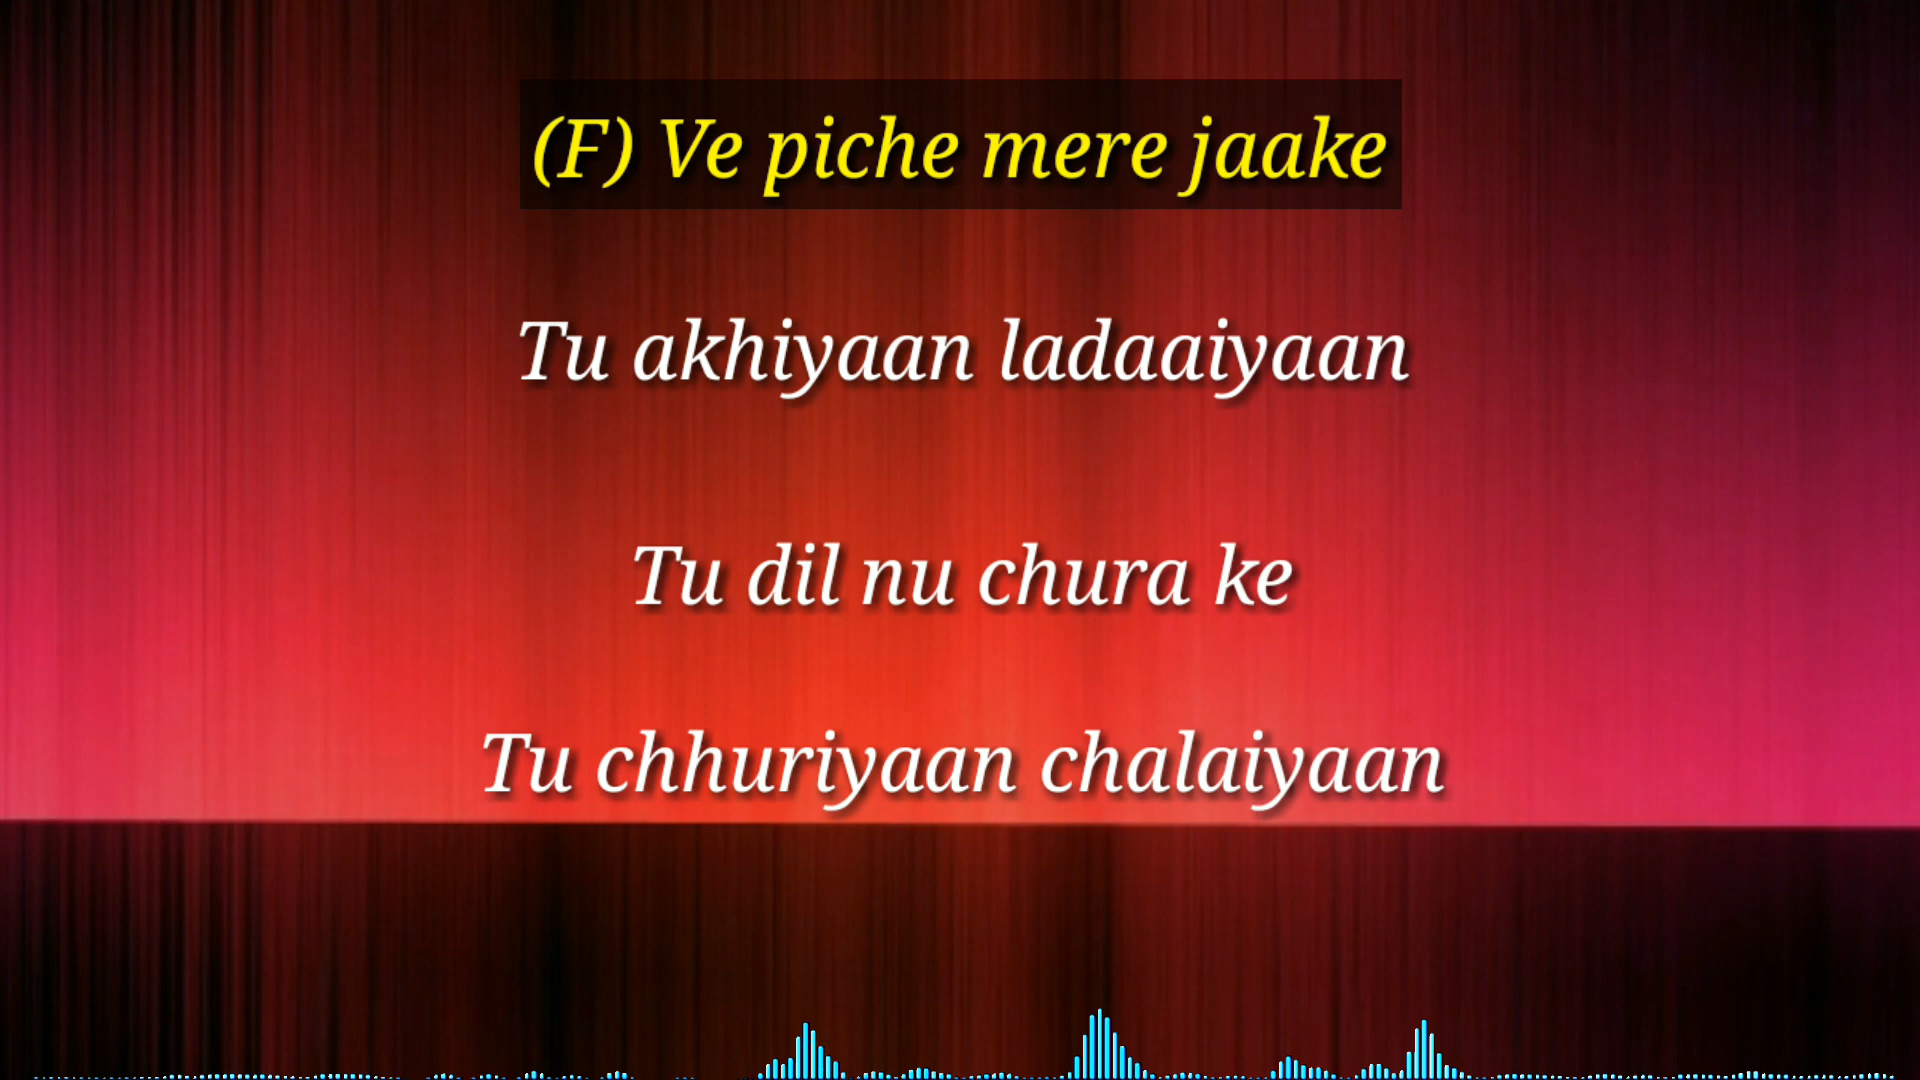 (F) Ve piche mere jaake
Tu akhiyaan ladaaiyaan
Tu dil nu chura ke
Tu chhuriyaan chalaiyaan